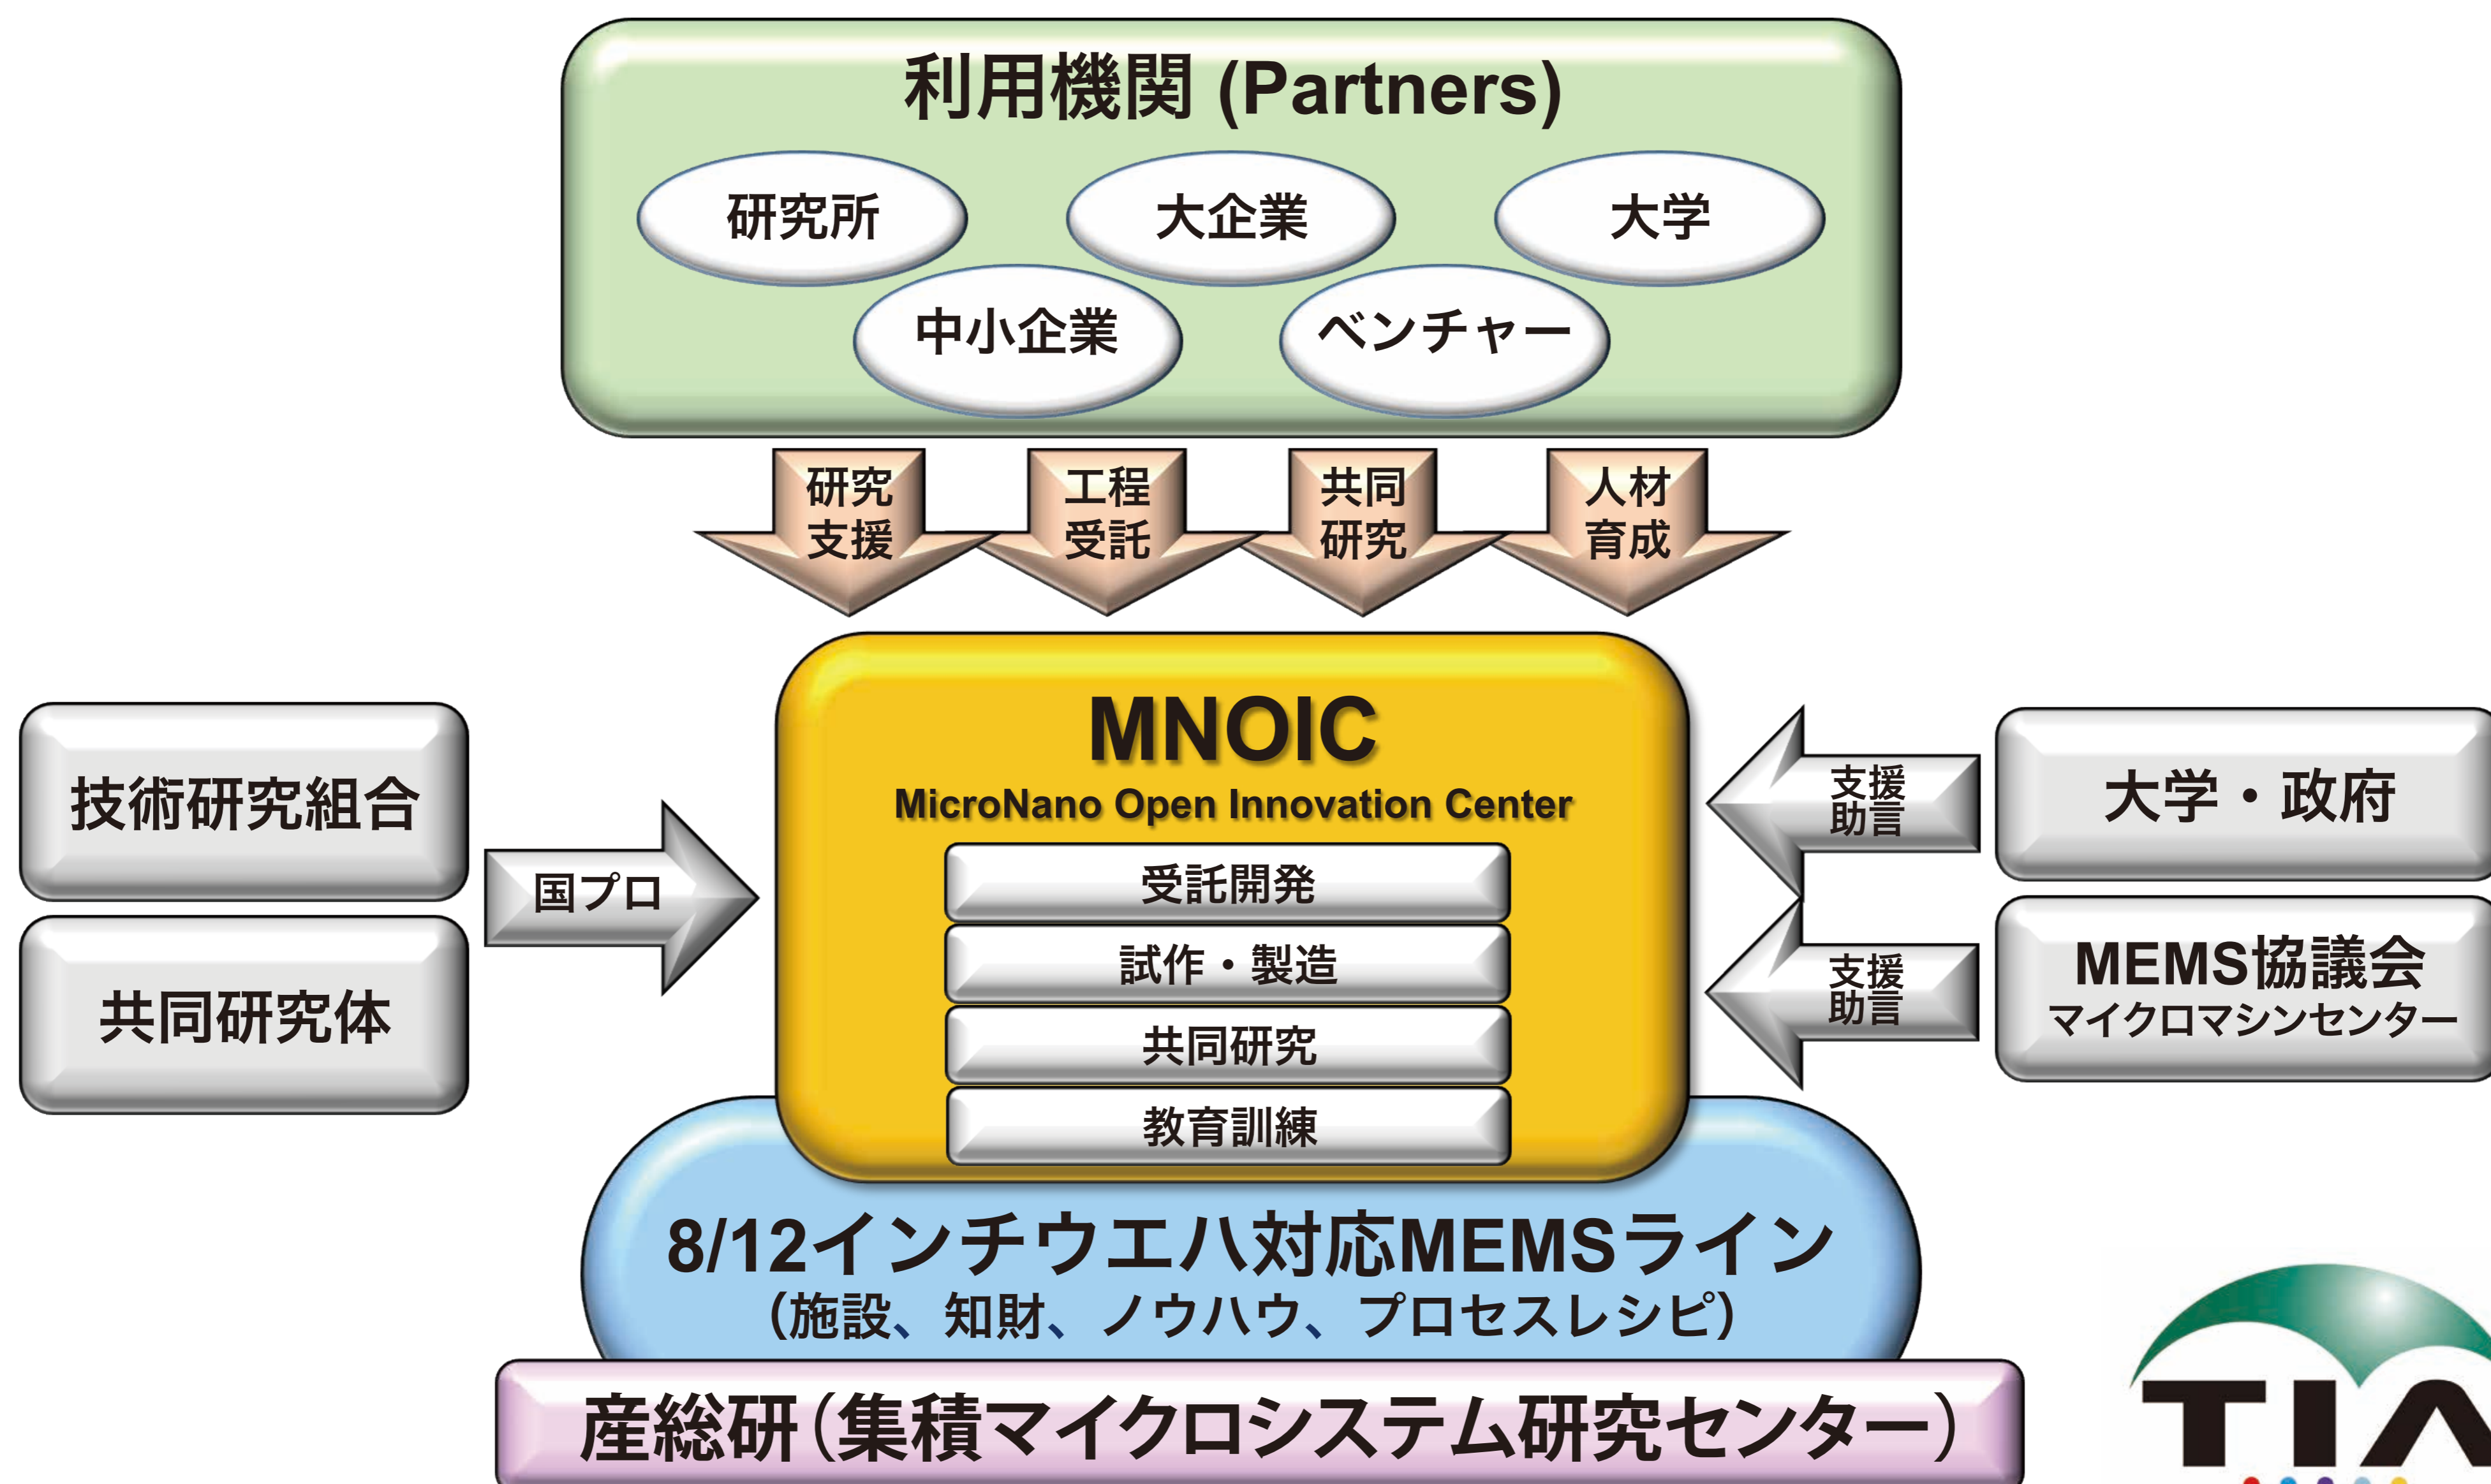 利用機関 (Partners)
研究所
大企業
大学
中小企業
ベンチャー
研究
支援
工程
受託
共同
研究
人材
育成
技術研究組合
共同研究体
国プロ
MNOIC
MicroNano Open Innovation Center
受託開発
試作・製造
共同研究
教育訓練
支援
助言
大学・政府
支援
助言
MEMS協議会
マイクロマシンセンター
8/12インチウエハ対応MEMSライン
（施設、知財、ノウハウ、プロセスレシピ）
産総研（集積マイクロシステム研究センター）
TIA